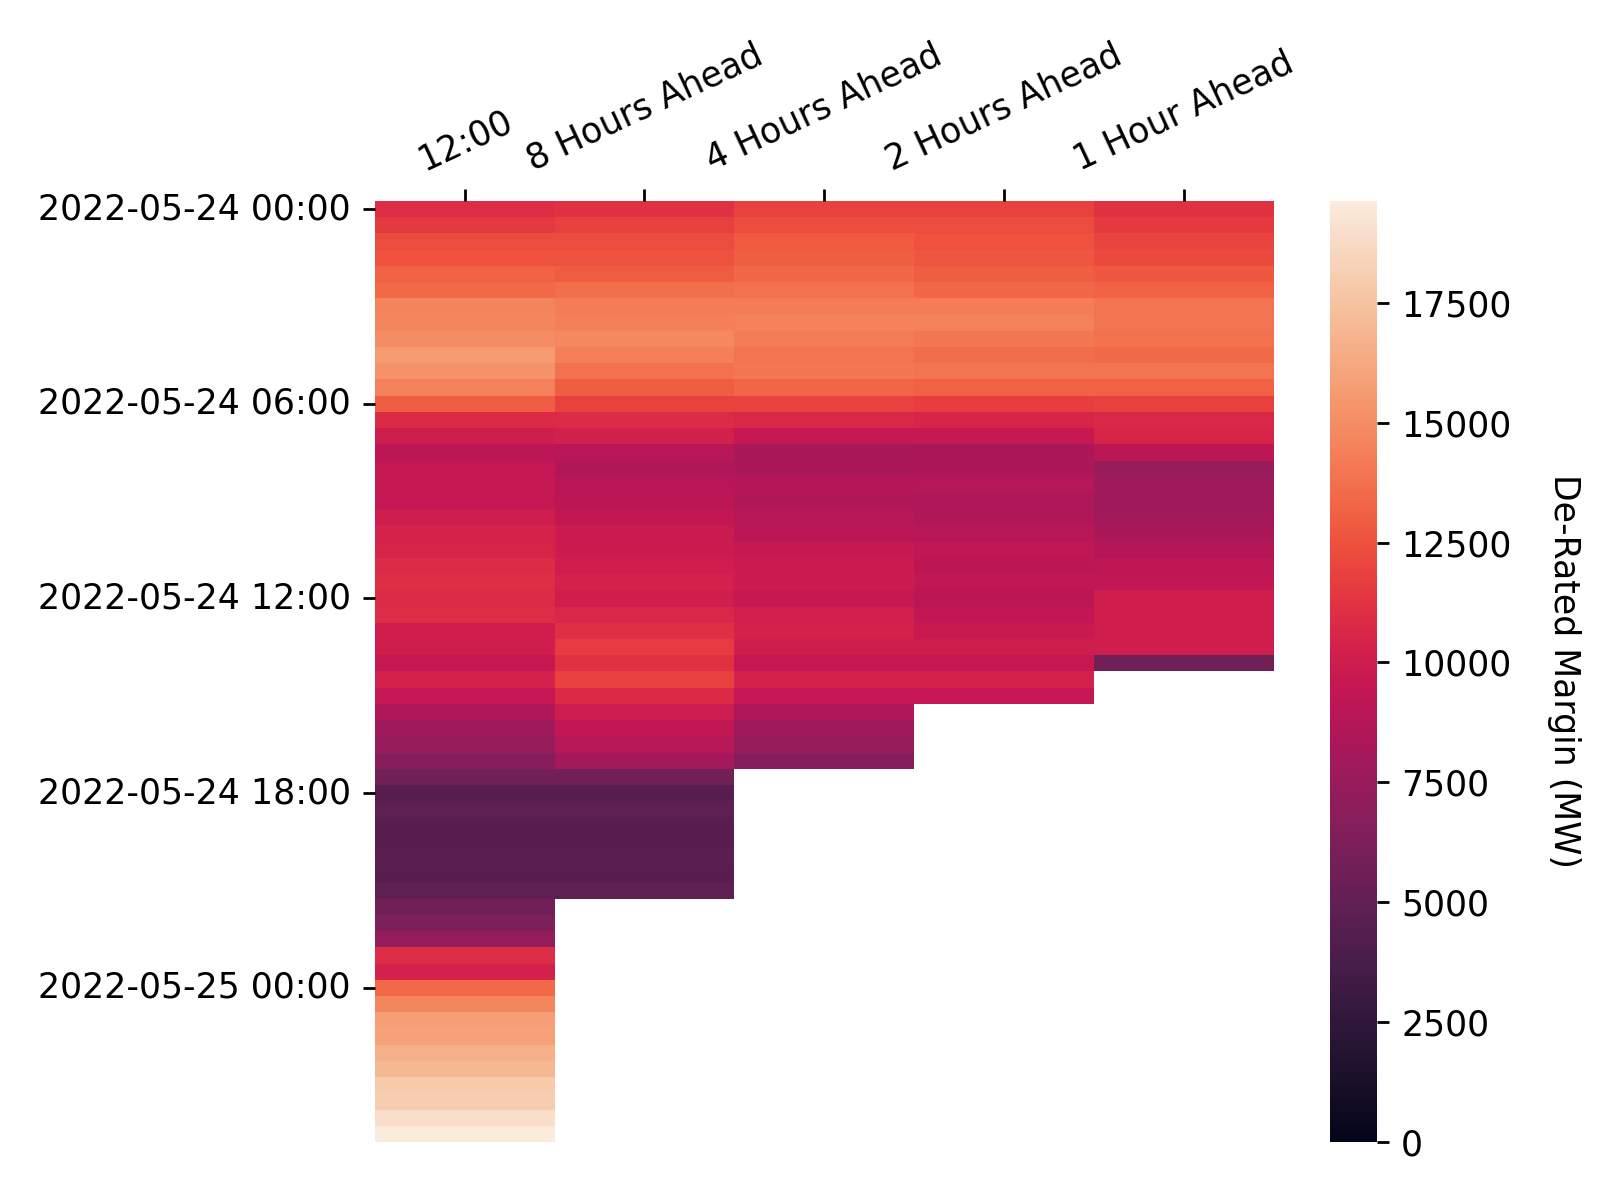 12:00
8 Hours Ahead
4 Hours Ahead
2 Hours Ahead
1 Hour Ahead
2022-05-24 00:00
2022-05-24 06:00
2022-05-24 12:00
2022-05-24 18:00
2022-05-25 00:00
17500
15000
12500
10000
7500
5000
2500
0
De-Rated Margin (MW)